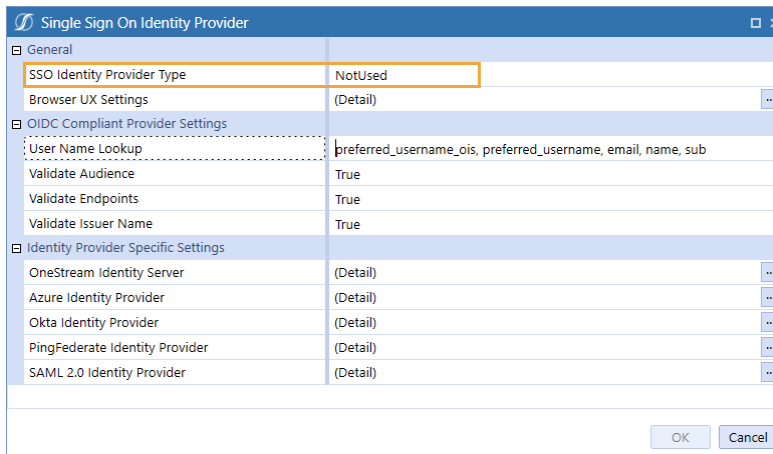 Single Sign On Identity Provider
General
SSO Identity Provider Type NotUsed
Browser UX Settings (Detail) ...
OIDC Compliant Provider Settings
User Name Lookup preferred_username_ois, preferred_username, email, name, sub
Validate Audience True
Validate Endpoints True
Validate Issuer Name True
Identity Provider Specific Settings
OneStream Identity Server (Detail) ...
Azure Identity Provider (Detail) ...
Okta Identity Provider (Detail) ...
PingFederate Identity Provider (Detail) ...
SAML 2.0 Identity Provider (Detail) ...
OK Cancel